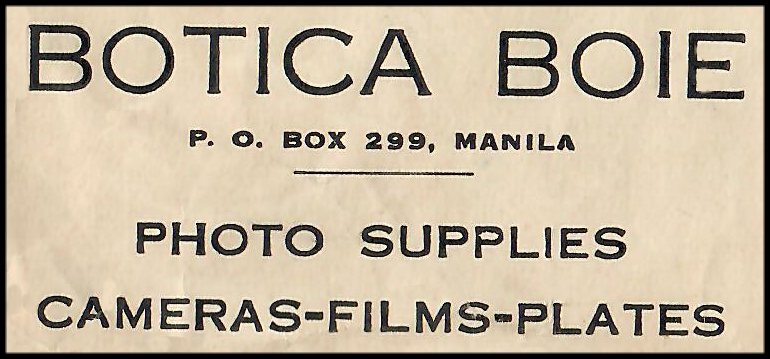 BOTICA BOIE
P. O. BOX 299, MANILA
PHOTO SUPPLIES
CAMERAS-FILMS-PLATES